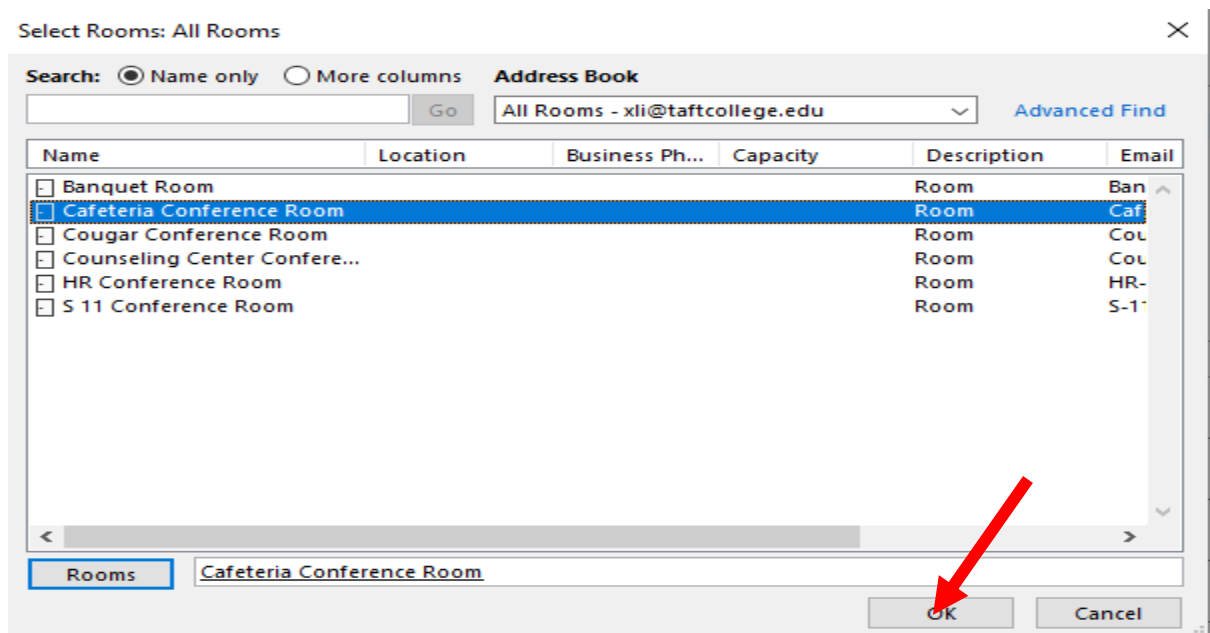 Select Rooms: All Rooms
Search: Name only More columns Address Book
Go All Rooms - xli@taftcollege.edu Advanced Find
Name Location Business Ph... Capacity Description Email
Banquet Room Room Ban
Cafeteria Conference Room Room Caf
Cougar Conference Room Room Cou
Counseling Center Confere... Room Cou
HR Conference Room Room HR-
S 11 Conference Room Room S-11
Rooms Cafeteria Conference Room
OK Cancel